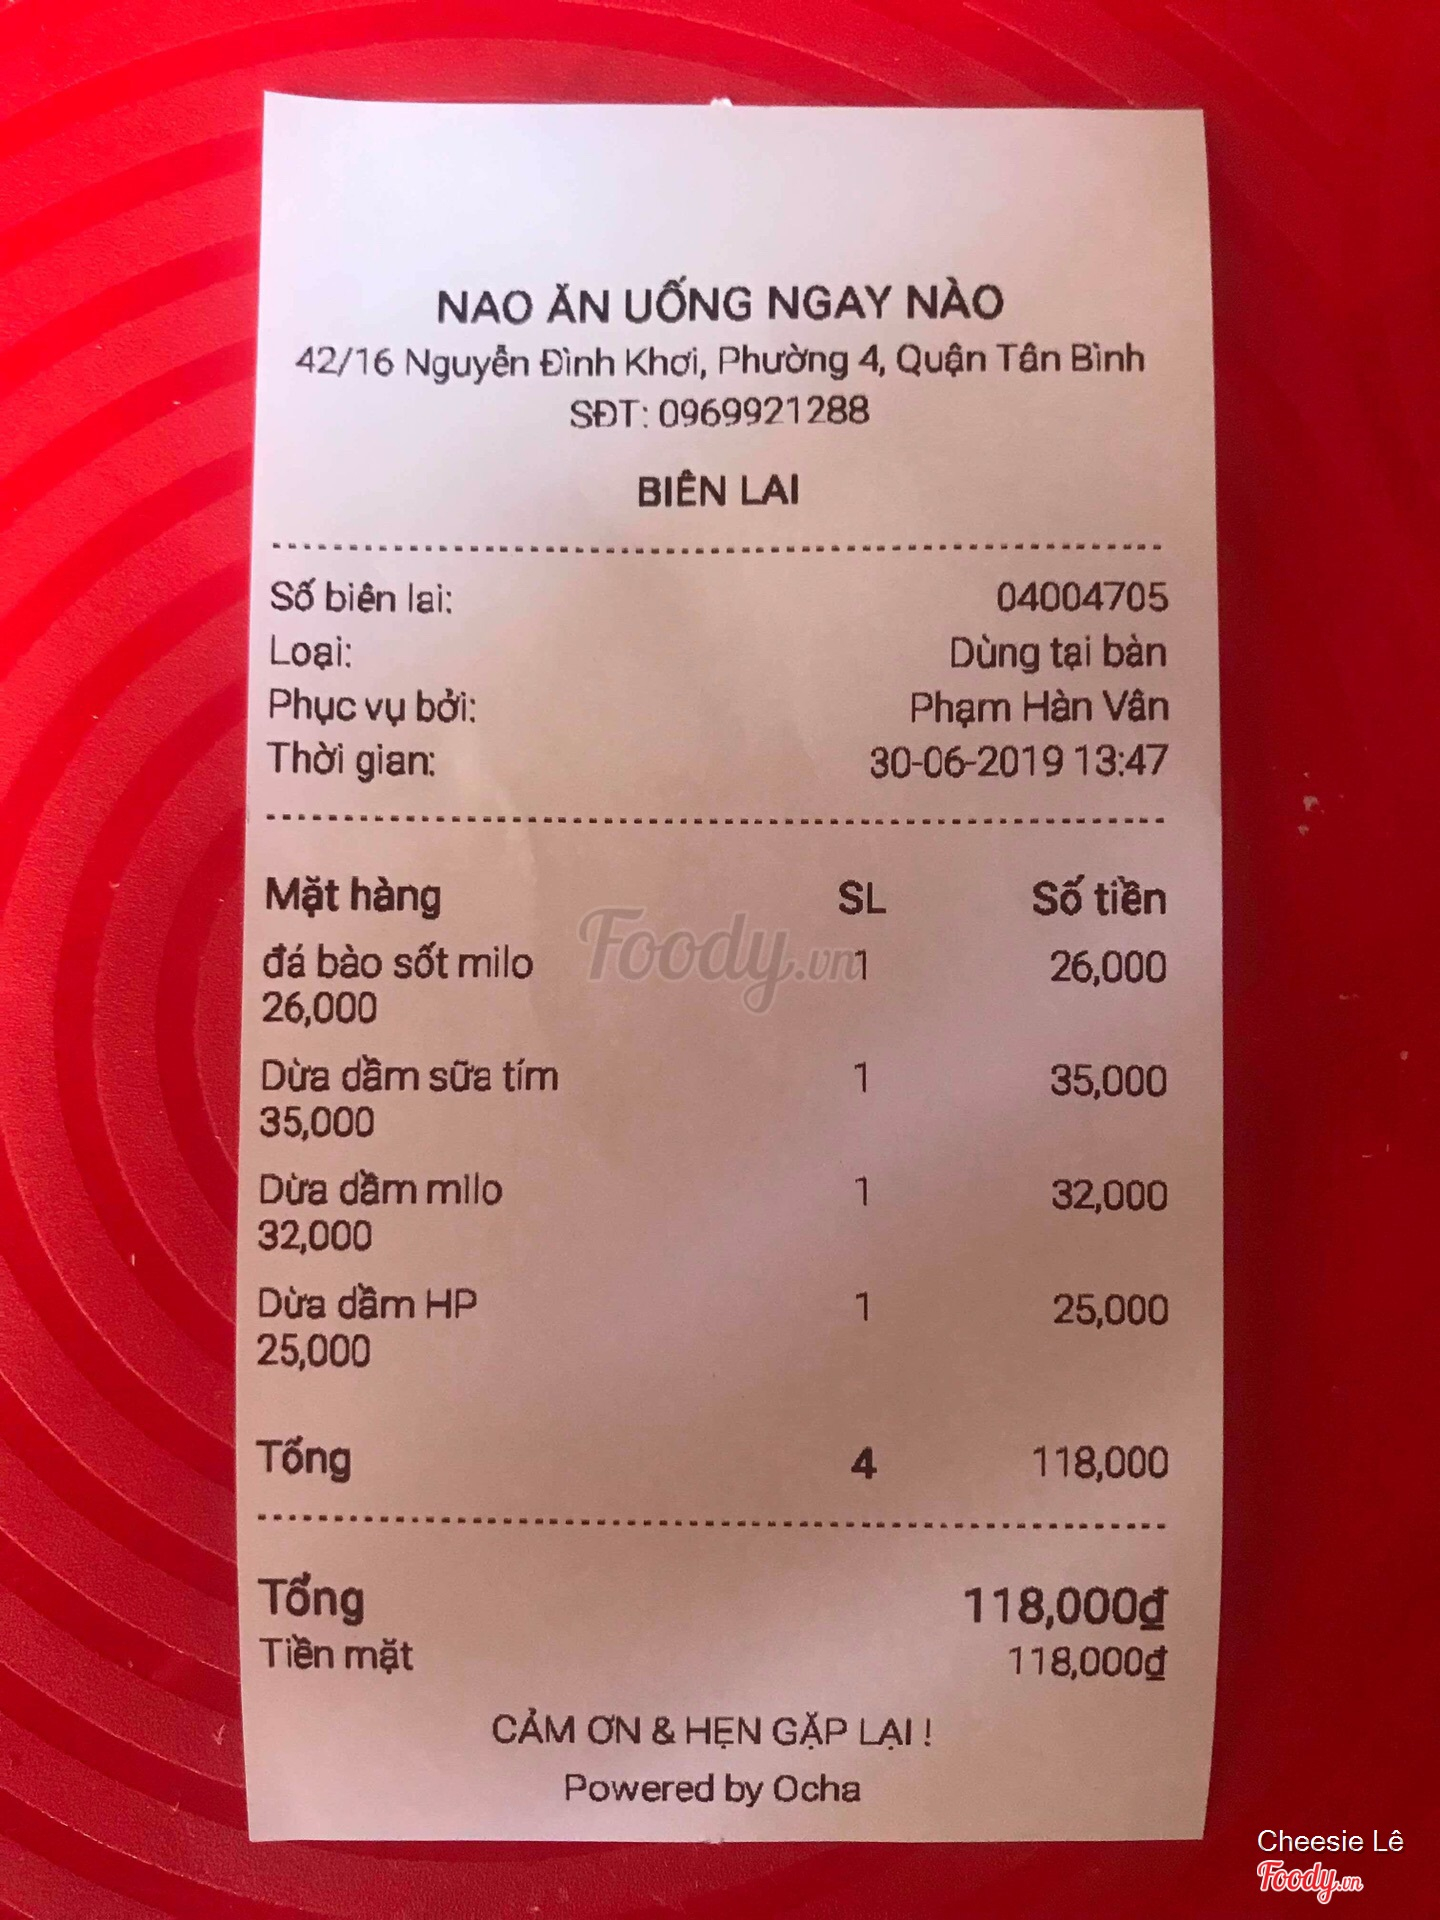 NAO ĂN UỐNG NGAY NÀO
42/16 Nguyễn Đình Khơi, Phường 4, Quận Tân Bình
SĐT: 0969921288
BIÊN LAI
Số biên lai: 04004705
Loại: Dùng tại bàn
Phục vụ bởi: Phạm Hàn Vân
Thời gian: 30-06-2019 13:47
Mặt hàng SL Số tiền
đá bào sốt milo 1 26,000
26,000
Foody.vn
Dừa dầm sữa tím 1 35,000
35,000
Dừa dầm milo 1 32,000
32,000
Dừa dầm HP 1 25,000
25,000
Tổng 4 118,000
Tổng 118,000₫
Tiền mặt 118,000₫
CẢM ƠN & HẸN GẶP LẠI !
Powered by Ocha
Cheesie Lê
Foody.vn